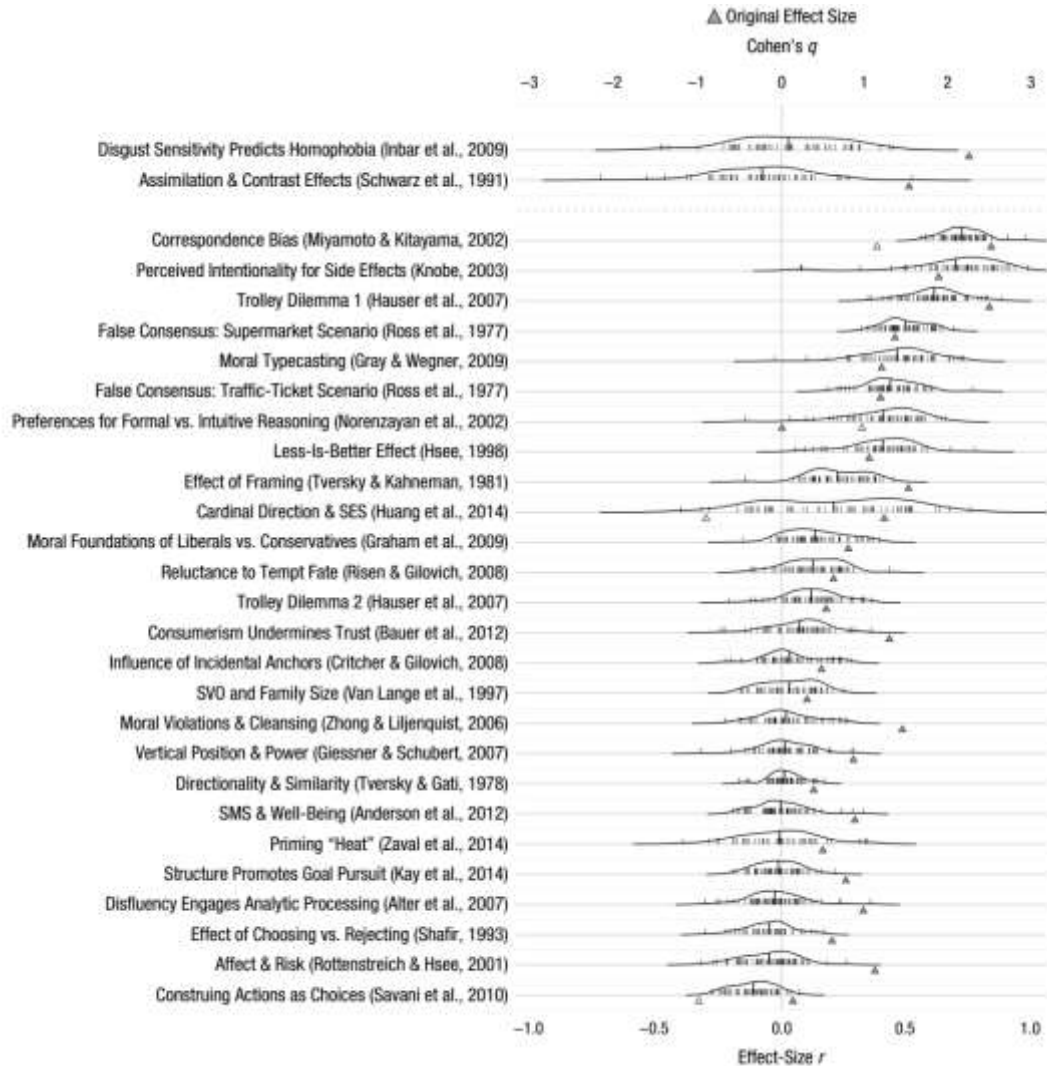 Original Effect Size
Cohen's q
−3 −2 −1 0 1 2 3
Disgust Sensitivity Predicts Homophobia (Inbar et al., 2009)
Assimilation & Contrast Effects (Schwarz et al., 1991)
Correspondence Bias (Miyamoto & Kitayama, 2002)
Perceived Intentionality for Side Effects (Knobe, 2003)
Trolley Dilemma 1 (Hauser et al., 2007)
False Consensus: Supermarket Scenario (Ross et al., 1977)
Moral Typecasting (Gray & Wegner, 2009)
False Consensus: Traffic-Ticket Scenario (Ross et al., 1977)
Preferences for Formal vs. Intuitive Reasoning (Norenzayan et al., 2002)
Less-Is-Better Effect (Hsee, 1998)
Effect of Framing (Tversky & Kahneman, 1981)
Cardinal Direction & SES (Huang et al., 2014)
Moral Foundations of Liberals vs. Conservatives (Graham et al., 2009)
Reluctance to Tempt Fate (Risen & Gilovich, 2008)
Trolley Dilemma 2 (Hauser et al., 2007)
Consumerism Undermines Trust (Bauer et al., 2012)
Influence of Incidental Anchors (Critcher & Gilovich, 2008)
SVO and Family Size (Van Lange et al., 1997)
Moral Violations & Cleansing (Zhong & Liljenquist, 2006)
Vertical Position & Power (Giessner & Schubert, 2007)
Directionality & Similarity (Tversky & Gati, 1978)
SMS & Well-Being (Anderson et al., 2012)
Priming “Heat” (Zaval et al., 2014)
Structure Promotes Goal Pursuit (Kay et al., 2014)
Disfluency Engages Analytic Processing (Alter et al., 2007)
Effect of Choosing vs. Rejecting (Shafir, 1993)
Affect & Risk (Rottenstreich & Hsee, 2001)
Construing Actions as Choices (Savani et al., 2010)
−1.0 −0.5 0.0 0.5 1.0
Effect-Size r